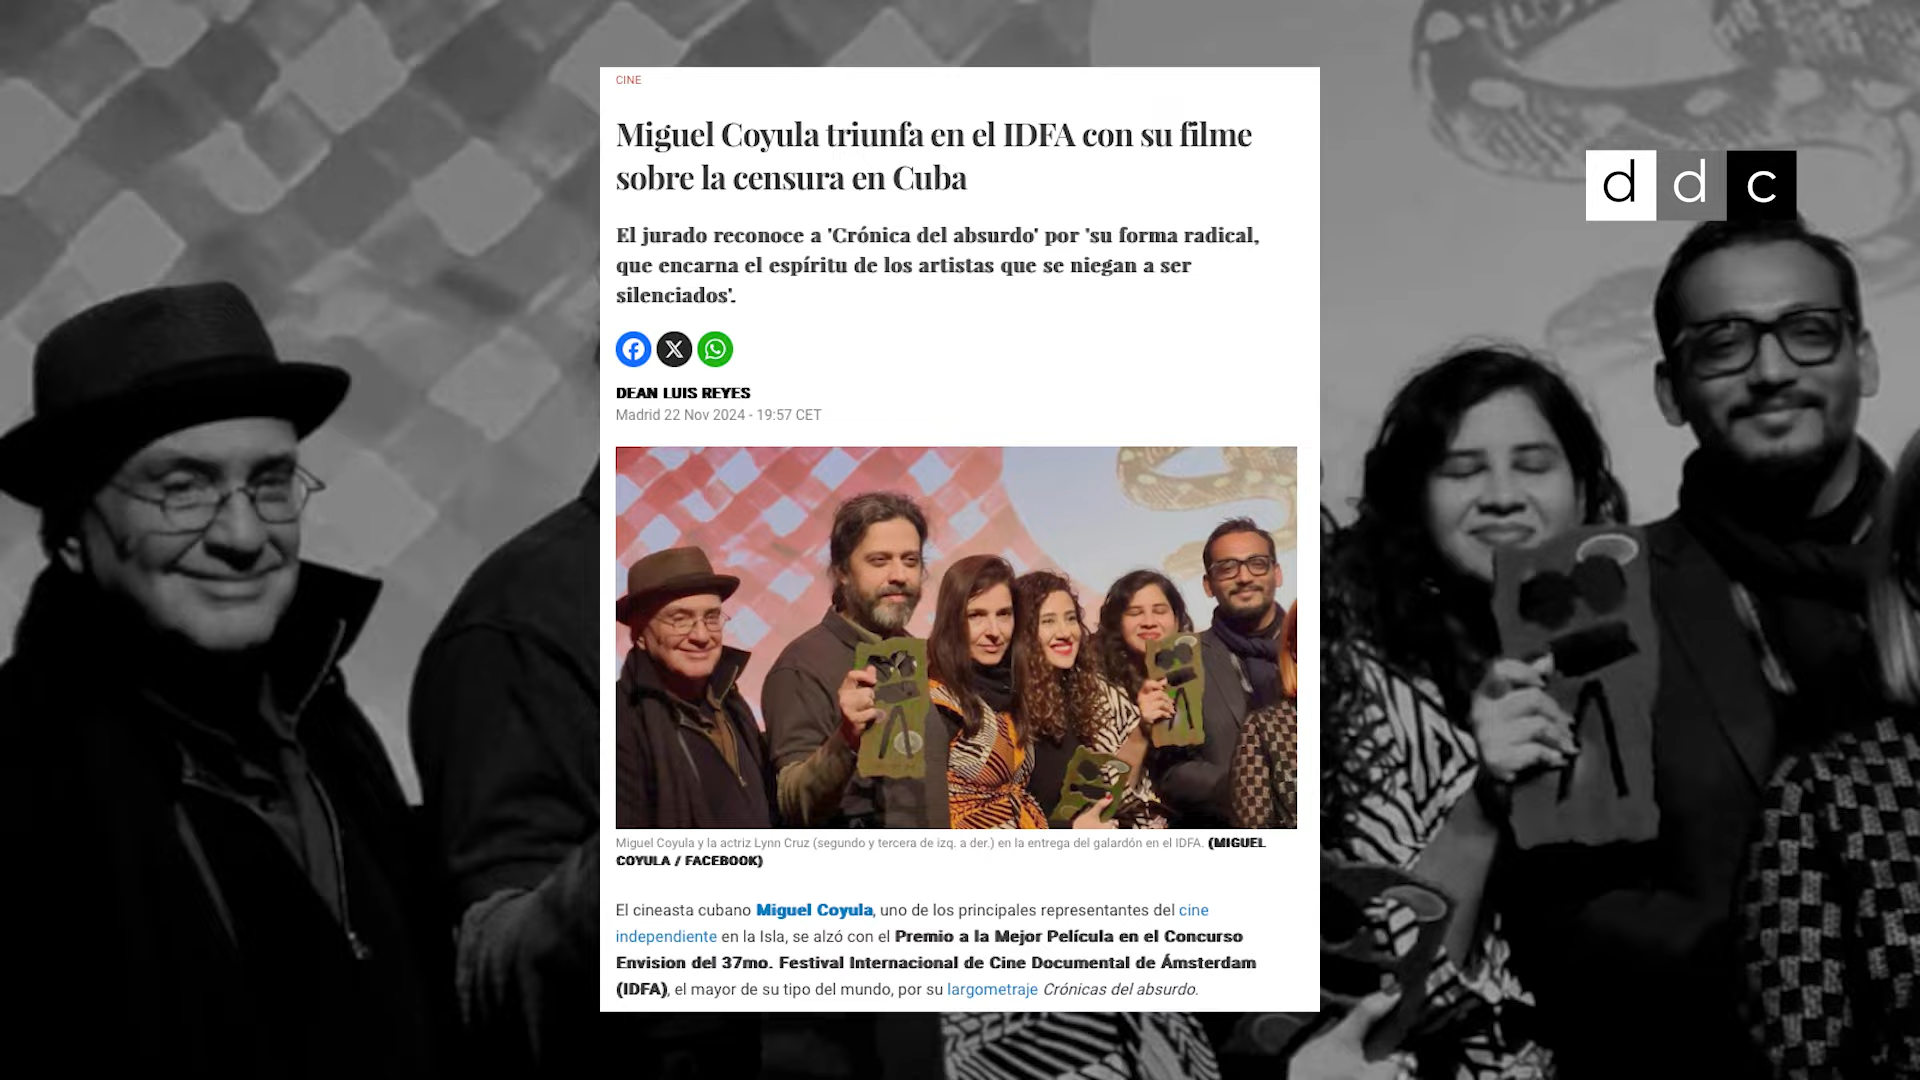 CINE
Miguel Coyula triunfa en el IDFA con su filme
sobre la censura en Cuba
El jurado reconoce a 'Crónica del absurdo' por 'su forma radical,
que encarna el espíritu de los artistas que se niegan a ser
silenciados'.
DEAN LUIS REYES
Madrid 22 Nov 2024 - 19:57 CET
Miguel Coyula y la actriz Lynn Cruz (segundo y tercera de izq. a der.) en la entrega del galardón en el IDFA. (MIGUEL
COYULA / FACEBOOK)
El cineasta cubano Miguel Coyula, uno de los principales representantes del cine
independiente en la Isla, se alzó con el Premio a la Mejor Película en el Concurso
Envision del 37mo. Festival Internacional de Cine Documental de Ámsterdam
(IDFA), el mayor de su tipo del mundo, por su largometraje Crónicas del absurdo.
ddc